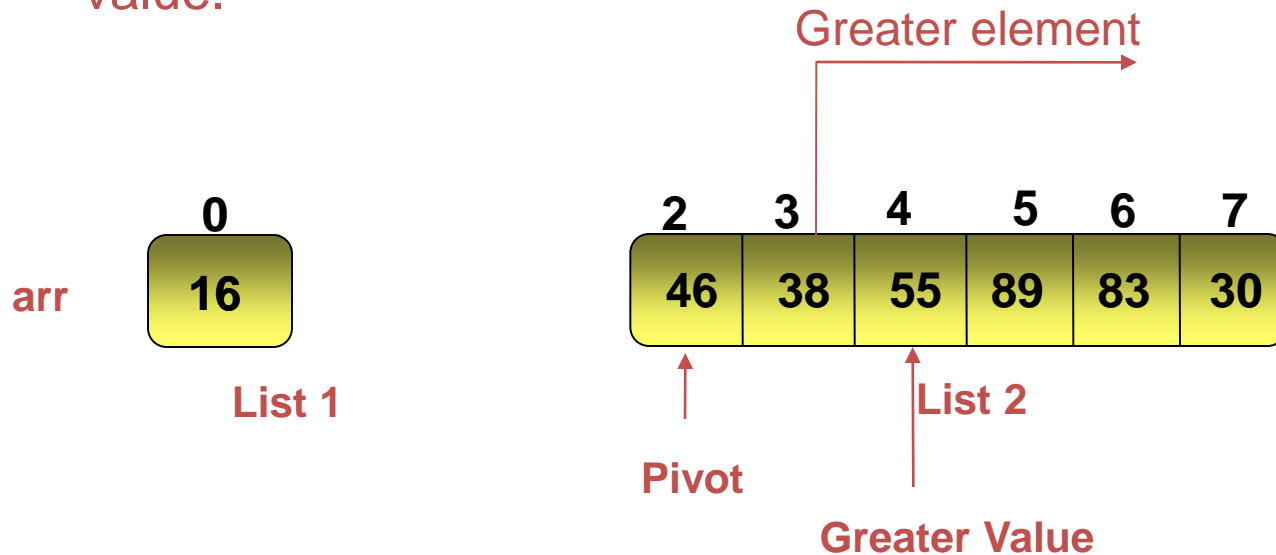 value.
Greater element
0
2 3 4 5 6 7
arr 16 46 38 55 89 83 30
List 1 List 2
Pivot
Greater Value